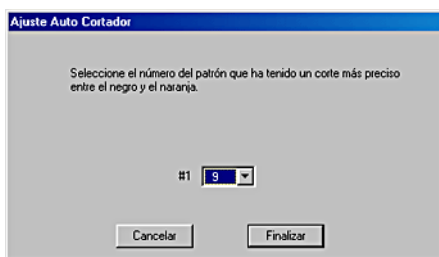 Ajuste Auto Cortador
Seleccione el número del patrón que ha tenido un corte más preciso
entre el negro y el naranja.
#1 9
Cancelar Finalizar